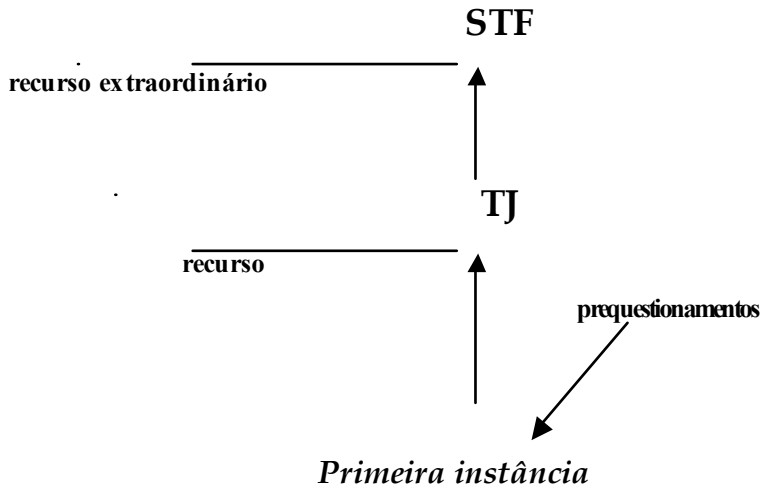 STF
recurso extraordinário
TJ
recurso
prequestionamentos
Primeira instância